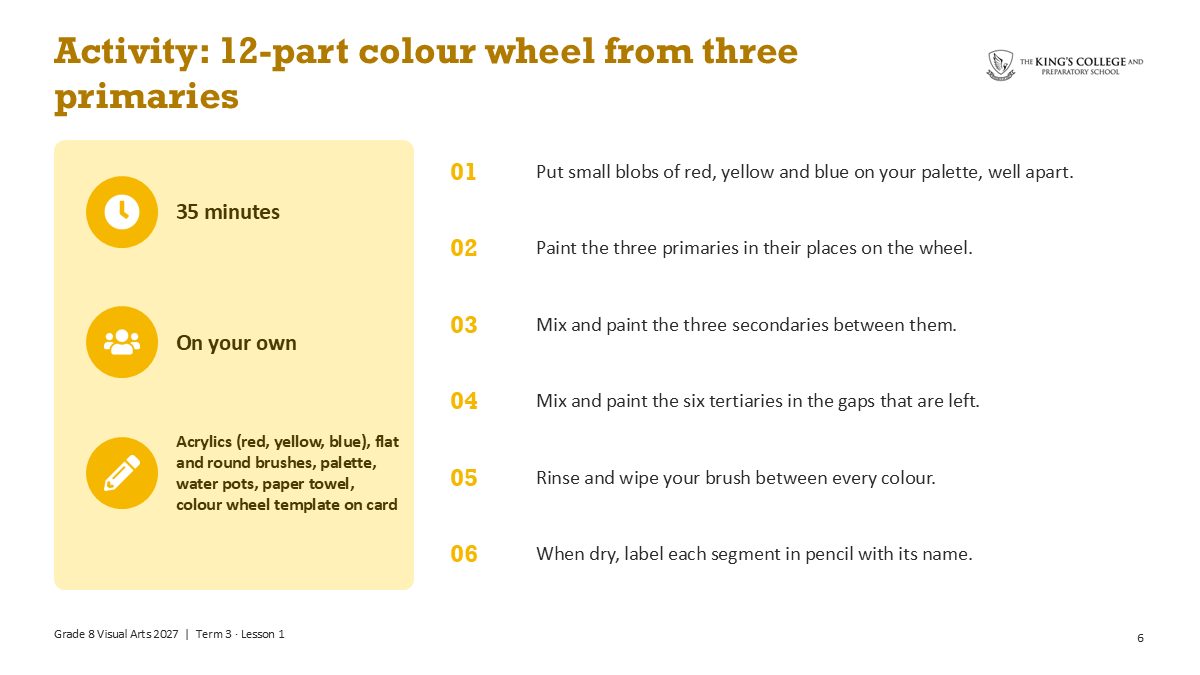 Activity: 12-part colour wheel from three
primaries
THE KING'S COLLEGE AND
PREPARATORY SCHOOL
35 minutes
On your own
Acrylics (red, yellow, blue), flat
and round brushes, palette,
water pots, paper towel,
colour wheel template on card
01 Put small blobs of red, yellow and blue on your palette, well apart.
02 Paint the three primaries in their places on the wheel.
03 Mix and paint the three secondaries between them.
04 Mix and paint the six tertiaries in the gaps that are left.
05 Rinse and wipe your brush between every colour.
06 When dry, label each segment in pencil with its name.
Grade 8 Visual Arts 2027 | Term 3 · Lesson 1
6